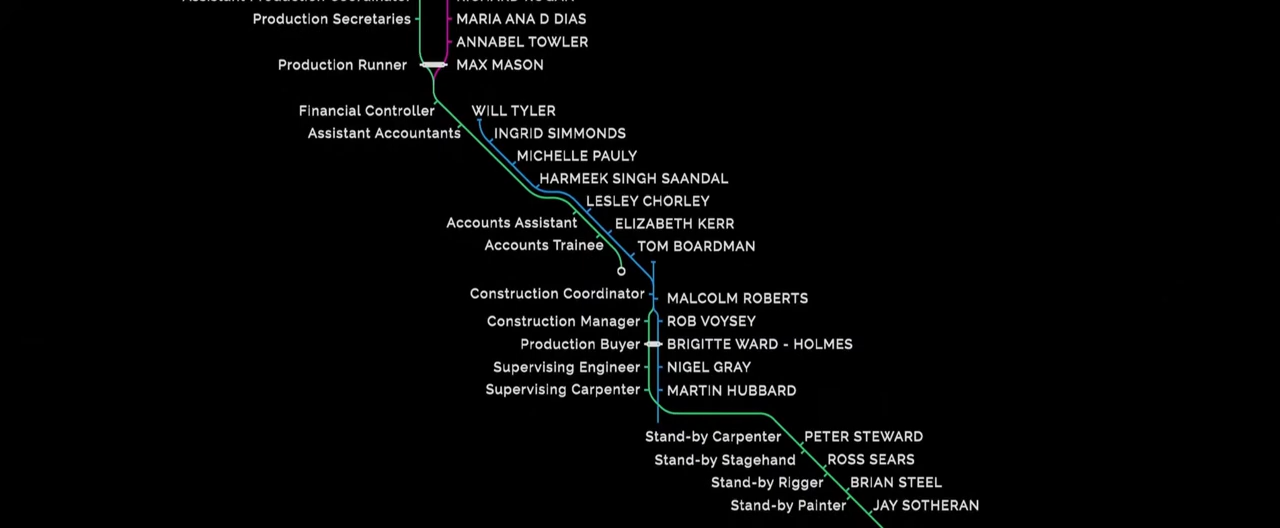 Production Secretaries MARIA ANA D DIAS
ANNABEL TOWLER
Production Runner MAX MASON
Financial Controller WILL TYLER
Assistant Accountants INGRID SIMMONDS
MICHELLE PAULY
HARMEEK SINGH SAANDAL
LESLEY CHORLEY
Accounts Assistant ELIZABETH KERR
Accounts Trainee TOM BOARDMAN
Construction Coordinator MALCOLM ROBERTS
Construction Manager ROB VOYSEY
Production Buyer BRIGITTE WARD - HOLMES
Supervising Engineer NIGEL GRAY
Supervising Carpenter MARTIN HUBBARD
Stand-by Carpenter PETER STEWARD
Stand-by Stagehand ROSS SEARS
Stand-by Rigger BRIAN STEEL
Stand-by Painter JAY SOTHERAN